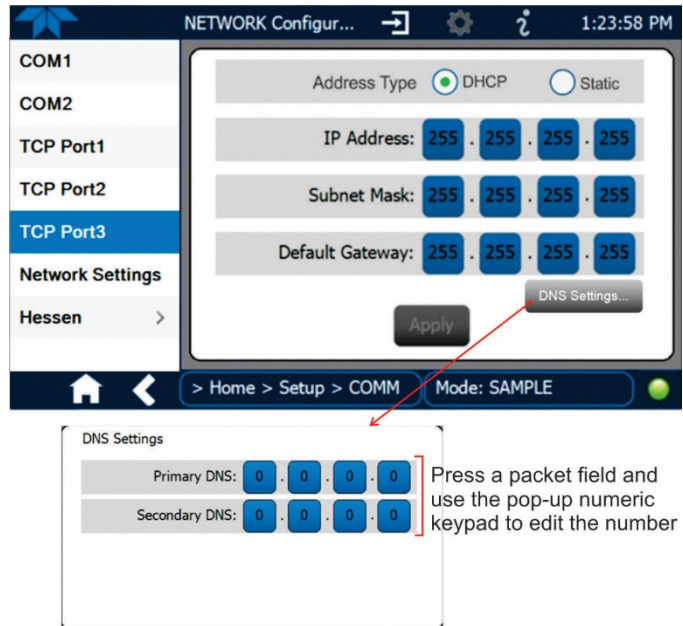 NETWORK Configur... 1:23:58 PM
COM1
COM2
TCP Port1
TCP Port2
TCP Port3
Network Settings
Hessen >
Address Type DHCP Static
IP Address: 255 . 255 . 255 . 255
Subnet Mask: 255 . 255 . 255 . 255
Default Gateway: 255 . 255 . 255 . 255
DNS Settings...
Apply
> Home > Setup > COMM Mode: SAMPLE
DNS Settings
Primary DNS: 0 . 0 . 0 . 0
Secondary DNS: 0 . 0 . 0 . 0
Press a packet field and
use the pop-up numeric
keypad to edit the number